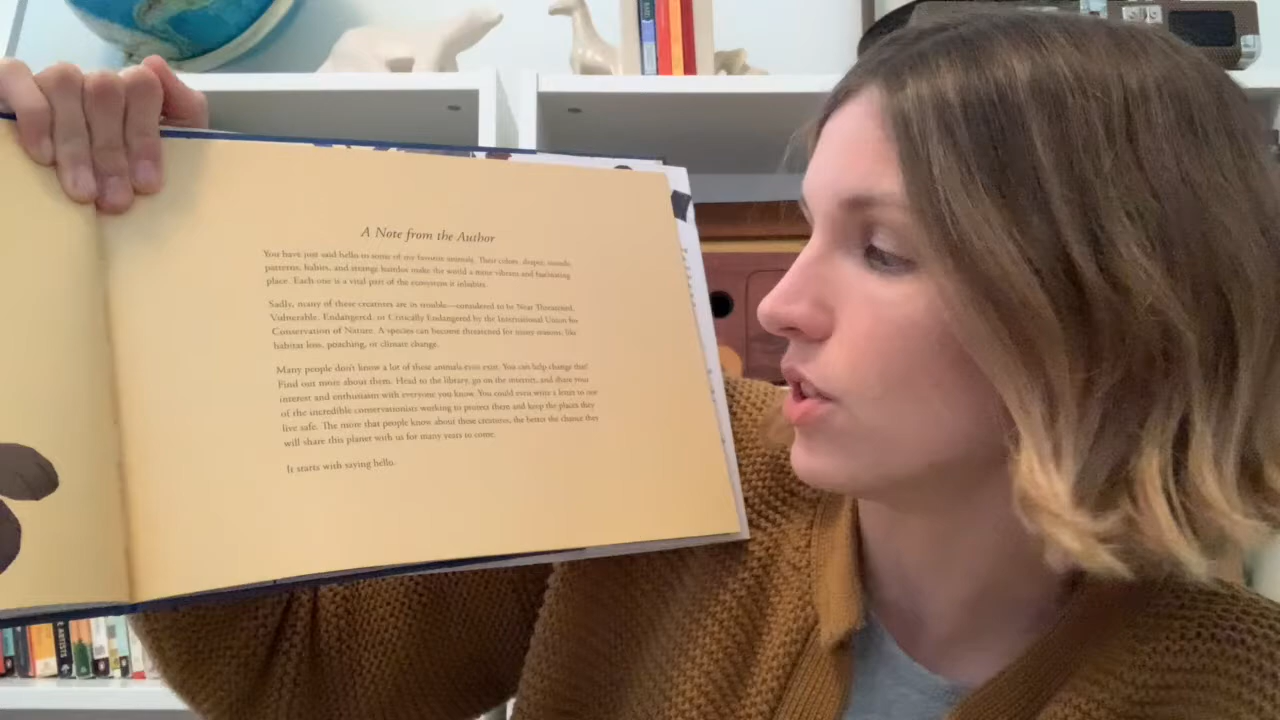 A Note from the Author
You have just said hello to some of my favorite animals. Their colors, shapes, sounds,
patterns, habits, and strange hairdos make the world a more vibrant and fascinating
place. Each one is a vital part of the ecosystem it inhabits.
Sadly, many of these creatures are in trouble—considered to be Near Threatened,
Vulnerable, Endangered, or Critically Endangered by the International Union for
Conservation of Nature. A species can become threatened for many reasons, like
habitat loss, poaching, or climate change.
Many people don't know a lot of these animals even exist. You can help change that!
Find out more about them. Head to the library, go on the internet, and share your
interest and enthusiasm with everyone you know. You could even write a letter to one
of the incredible conservationists working to protect them and keep the places they
live safe. The more that people know about these creatures, the better the chance they
will share this planet with us for many years to come.
It starts with saying hello.